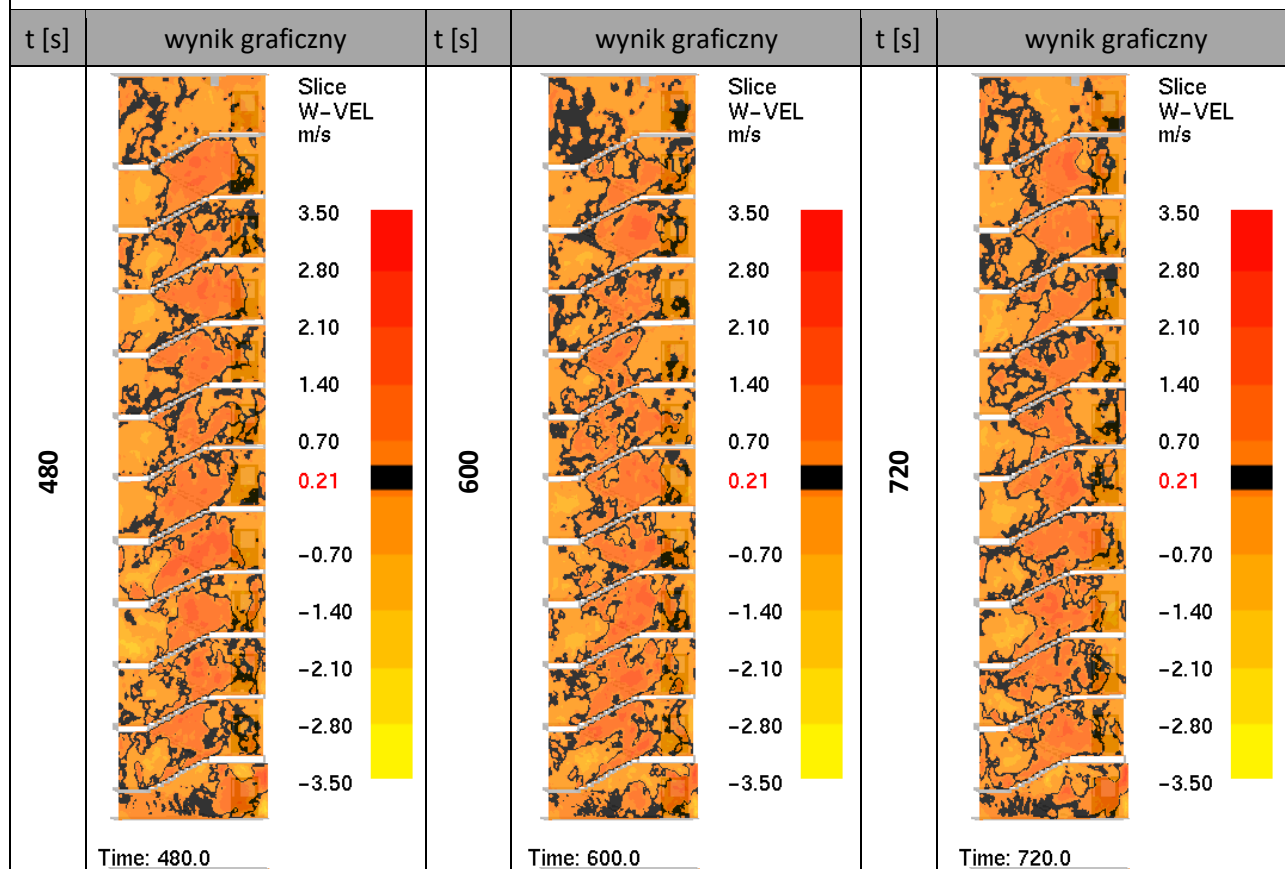 t [s] wynik graficzny t [s] wynik graficzny t [s] wynik graficzny
480
Slice
W-VEL
m/s
3.50
2.80
2.10
1.40
0.70
0.21
-0.70
-1.40
-2.10
-2.80
-3.50
Time: 480.0
600
Slice
W-VEL
m/s
3.50
2.80
2.10
1.40
0.70
0.21
-0.70
-1.40
-2.10
-2.80
-3.50
Time: 600.0
720
Slice
W-VEL
m/s
3.50
2.80
2.10
1.40
0.70
0.21
-0.70
-1.40
-2.10
-2.80
-3.50
Time: 720.0